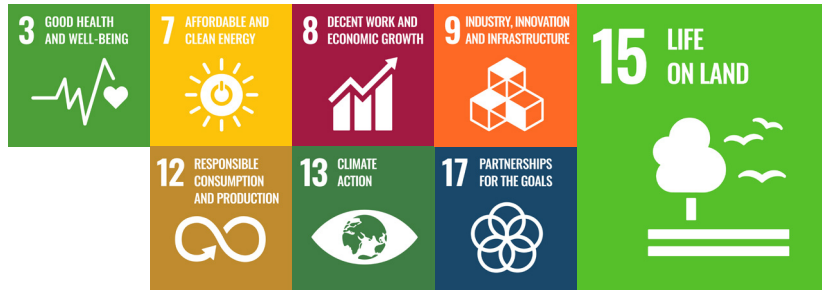 3 GOOD HEALTH
AND WELL-BEING
7 AFFORDABLE AND
CLEAN ENERGY
8 DECENT WORK AND
ECONOMIC GROWTH
9 INDUSTRY, INNOVATION
AND INFRASTRUCTURE
15 LIFE
ON LAND
12 RESPONSIBLE
CONSUMPTION
AND PRODUCTION
13 CLIMATE
ACTION
17 PARTNERSHIPS
FOR THE GOALS